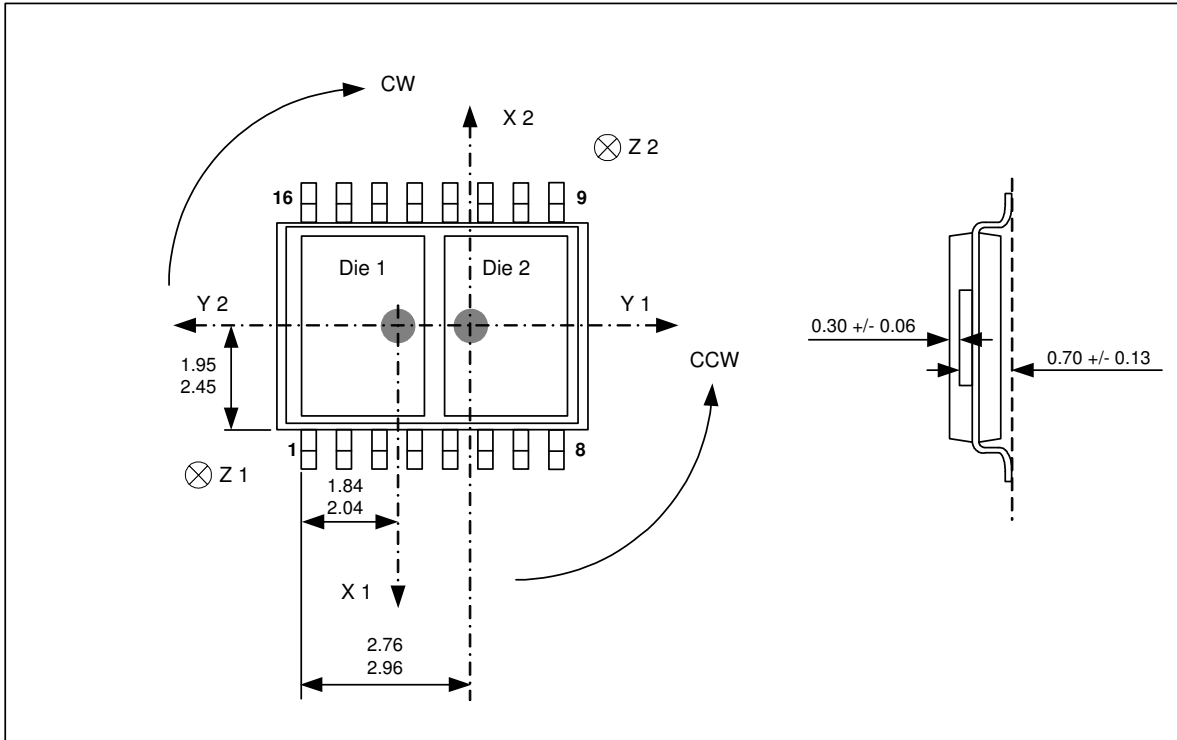 CW
X 2
Z 2
16
9
Die 1
Die 2
Y 2
Y 1
0.30 +/- 0.06
1.95
2.45
CCW
0.70 +/- 0.13
1
8
Z 1
1.84
2.04
X 1
2.76
2.96